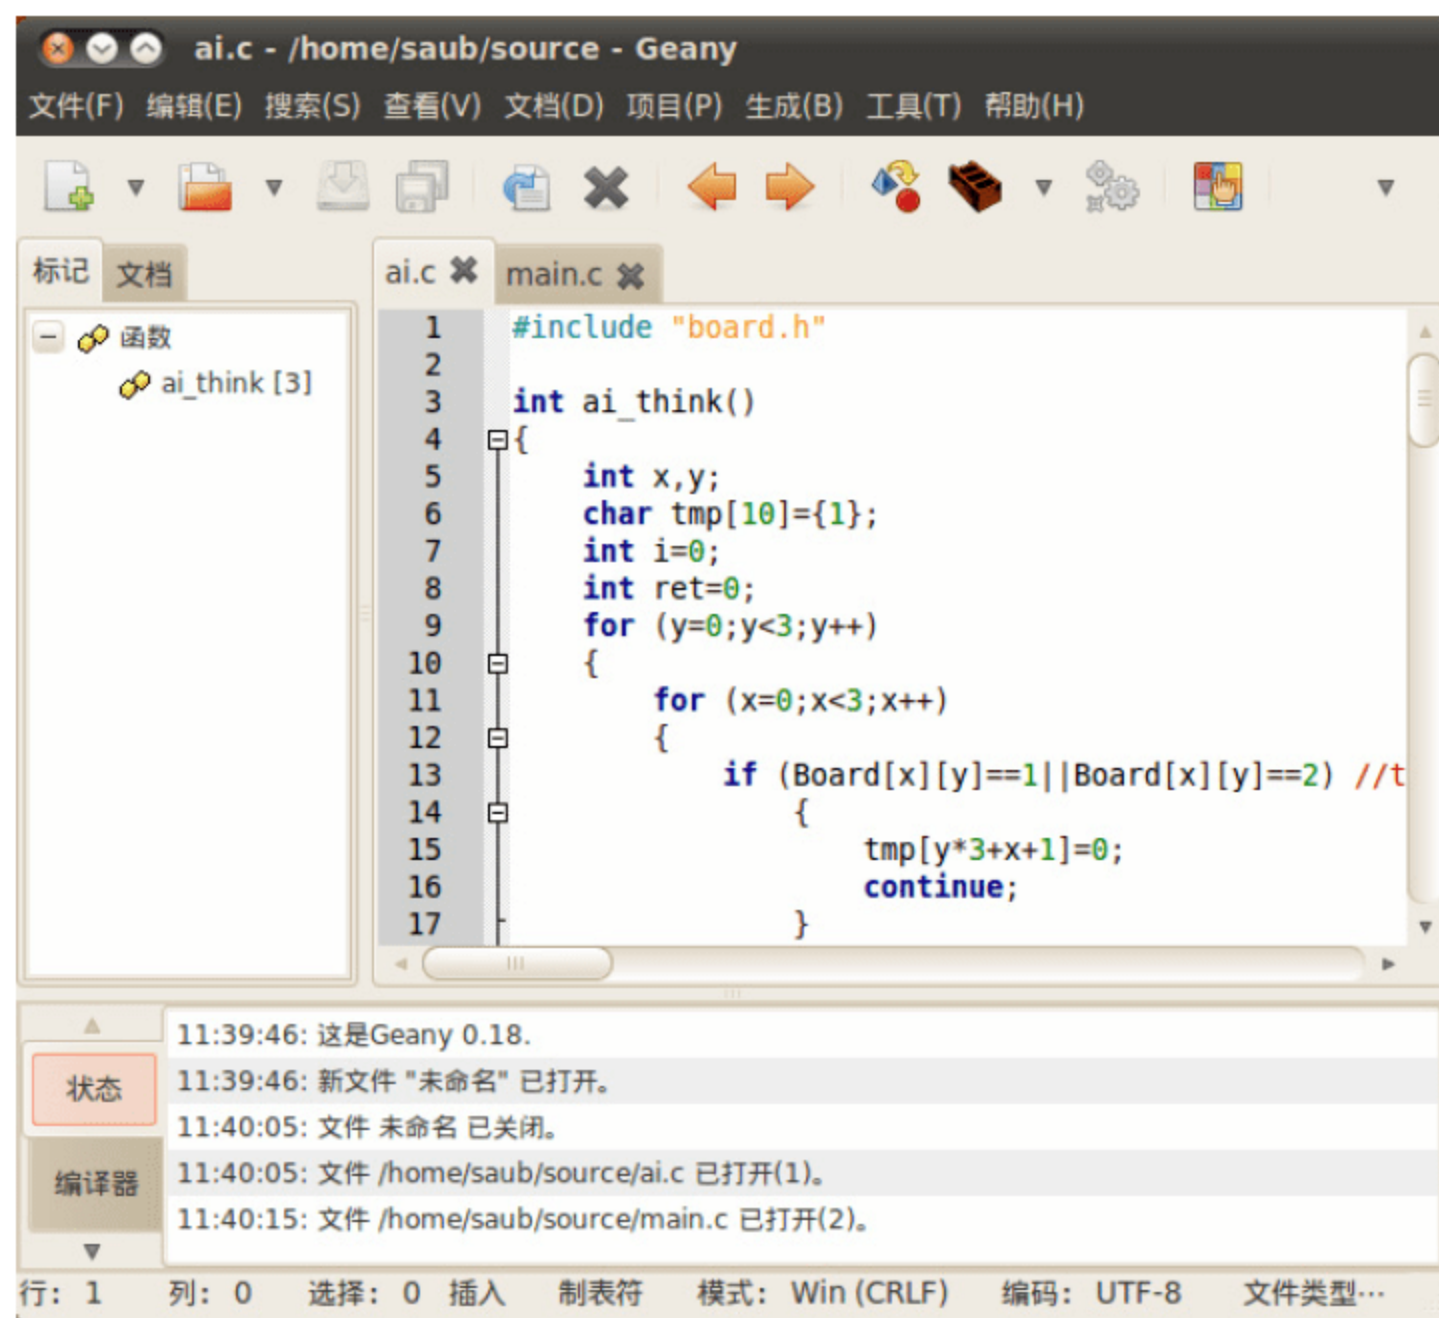 ai.c - /home/saub/source - Geany
文件(F) 编辑(E) 搜索(S) 查看(V) 文档(D) 项目(P) 生成(B) 工具(T) 帮助(H)
标记 文档
函数
ai_think [3]
ai.c main.c
1 #include "board.h"
2
3 int ai_think()
4 {
5 int x,y;
6 char tmp[10]={1};
7 int i=0;
8 int ret=0;
9 for (y=0;y<3;y++)
10 {
11 for (x=0;x<3;x++)
12 {
13 if (Board[x][y]==1||Board[x][y]==2) //t
14 {
15 tmp[y*3+x+1]=0;
16 continue;
17 }
状态
编译器
11:39:46: 这是Geany 0.18.
11:39:46: 新文件 "未命名" 已打开。
11:40:05: 文件 未命名 已关闭。
11:40:05: 文件 /home/saub/source/ai.c 已打开(1)。
11:40:15: 文件 /home/saub/source/main.c 已打开(2)。
行: 1 列: 0 选择: 0 插入 制表符 模式: Win (CRLF) 编码: UTF-8 文件类型…